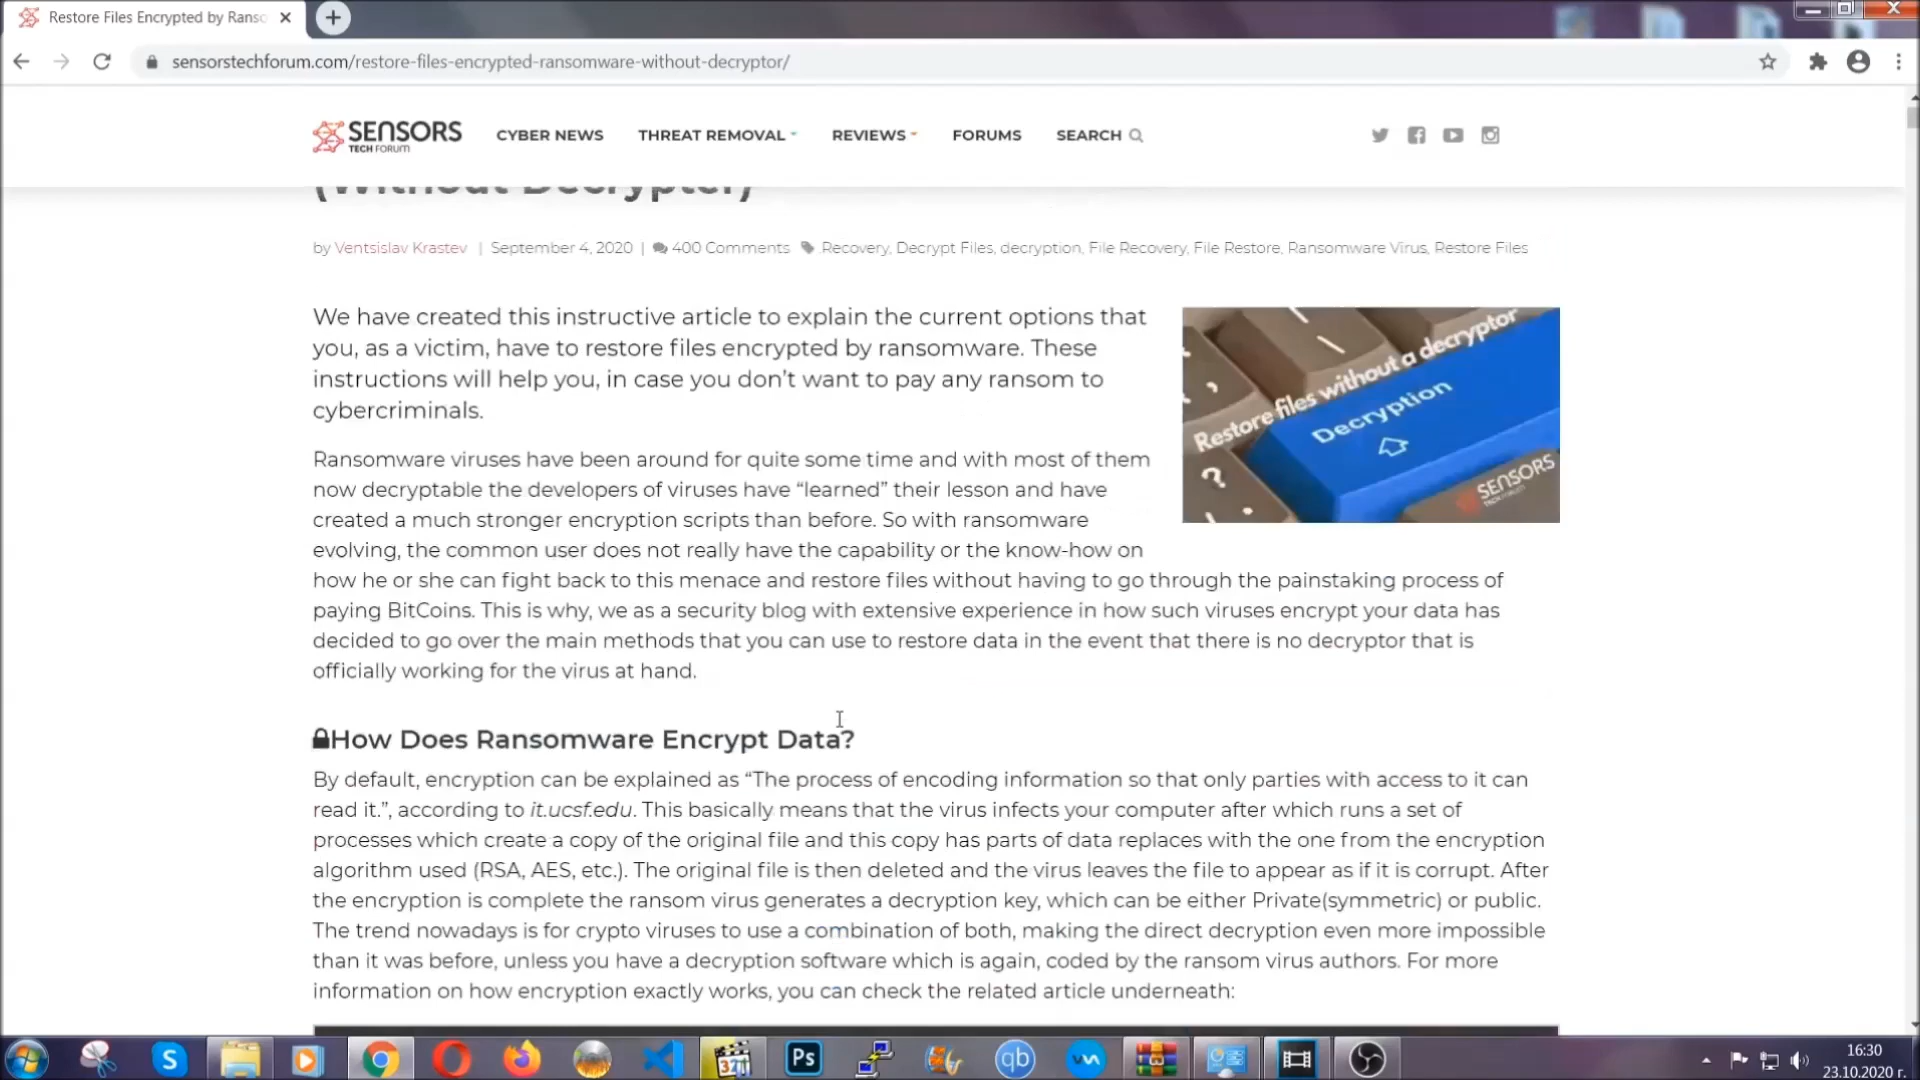 Restore Files Encrypted by Ranso
sensorstechforum.com/restore-files-encrypted-ransomware-without-decryptor/
SENSORS
TECH FORUM
CYBER NEWS
THREAT REMOVAL
REVIEWS
FORUMS
SEARCH
(Without Decrypter)
by Ventsislav Krastev | September 4, 2020 | 400 Comments Recovery, Decrypt Files, decryption, File Recovery, File Restore, Ransomware Virus, Restore Files
We have created this instructive article to explain the current options that
you, as a victim, have to restore files encrypted by ransomware. These
instructions will help you, in case you don't want to pay any ransom to
cybercriminals.
Restore files without a decryptor
Decryption
SENSORS
TECH FORUM
Ransomware viruses have been around for quite some time and with most of them
now decryptable the developers of viruses have “learned” their lesson and have
created a much stronger encryption scripts than before. So with ransomware
evolving, the common user does not really have the capability or the know-how on
how he or she can fight back to this menace and restore files without having to go through the painstaking process of
paying BitCoins. This is why, we as a security blog with extensive experience in how such viruses encrypt your data has
decided to go over the main methods that you can use to restore data in the event that there is no decryptor that is
officially working for the virus at hand.
How Does Ransomware Encrypt Data?
By default, encryption can be explained as “The process of encoding information so that only parties with access to it can
read it.”, according to it.ucsf.edu. This basically means that the virus infects your computer after which runs a set of
processes which create a copy of the original file and this copy has parts of data replaces with the one from the encryption
algorithm used (RSA, AES, etc.). The original file is then deleted and the virus leaves the file to appear as if it is corrupt. After
the encryption is complete the ransom virus generates a decryption key, which can be either Private(symmetric) or public.
The trend nowadays is for crypto viruses to use a combination of both, making the direct decryption even more impossible
than it was before, unless you have a decryption software which is again, coded by the ransom virus authors. For more
information on how encryption exactly works, you can check the related article underneath:
S
321
Ps
qb
16:30
23.10.2020 г.